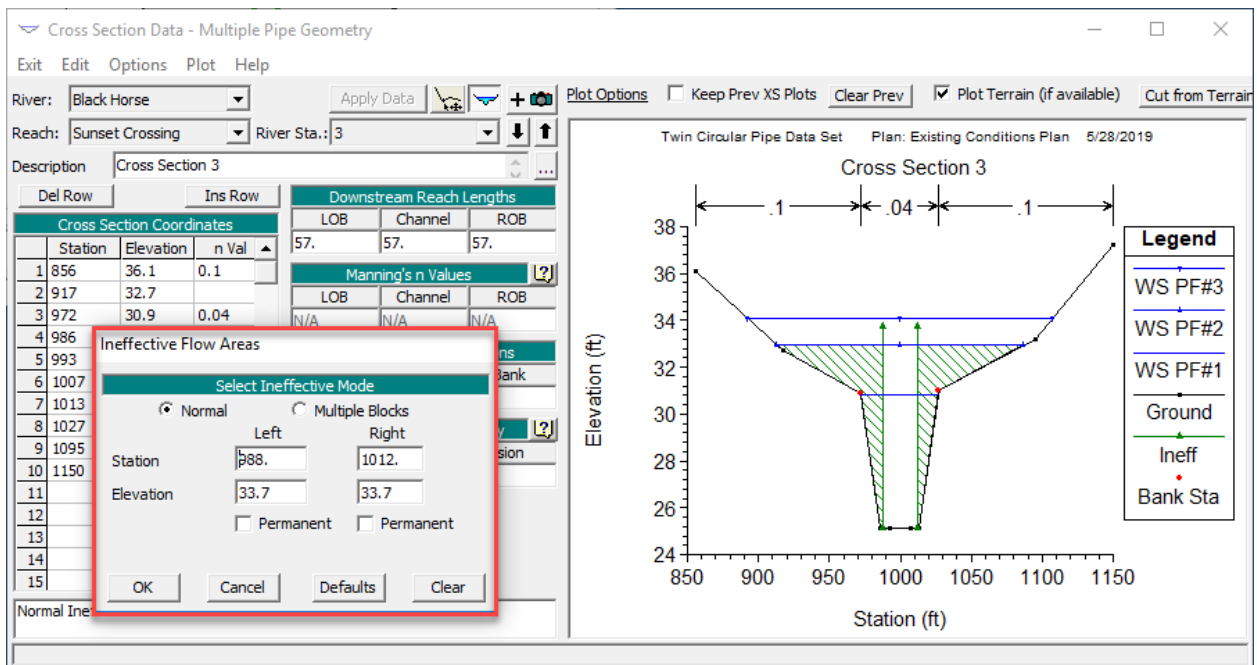 Cross Section Data - Multiple Pipe Geometry
Exit Edit Options Plot Help
River: Black Horse
Apply Data
Reach: Sunset Crossing
River Sta.: 3
Description Cross Section 3
Del Row Ins Row
Cross Section Coordinates
Station Elevation n Val
1 856 36.1 0.1
2 917 32.7
3 972 30.9 0.04
4 986
5 993
6 1007
7 1013
8 1027
9 1095
10 1150
11
12
13
14
15
Downstream Reach Lengths
LOB Channel ROB
57. 57. 57.
Manning's n Values
LOB Channel ROB
N/A N/A N/A
Ineffective Flow Areas
Select Ineffective Mode
Normal Multiple Blocks
Left Right
Station 988. 1012.
Elevation 33.7 33.7
Permanent Permanent
OK Cancel Defaults Clear
Plot Options Keep Prev XS Plots Clear Prev Plot Terrain (if available) Cut from Terrain
Twin Circular Pipe Data Set Plan: Existing Conditions Plan 5/28/2019
Cross Section 3
.1 .04 .1
38
36
34
32
30
28
26
24
850 900 950 1000 1050 1100 1150
Elevation (ft)
Station (ft)
Legend
WS PF#3
WS PF#2
WS PF#1
Ground
Ineff
Bank Sta